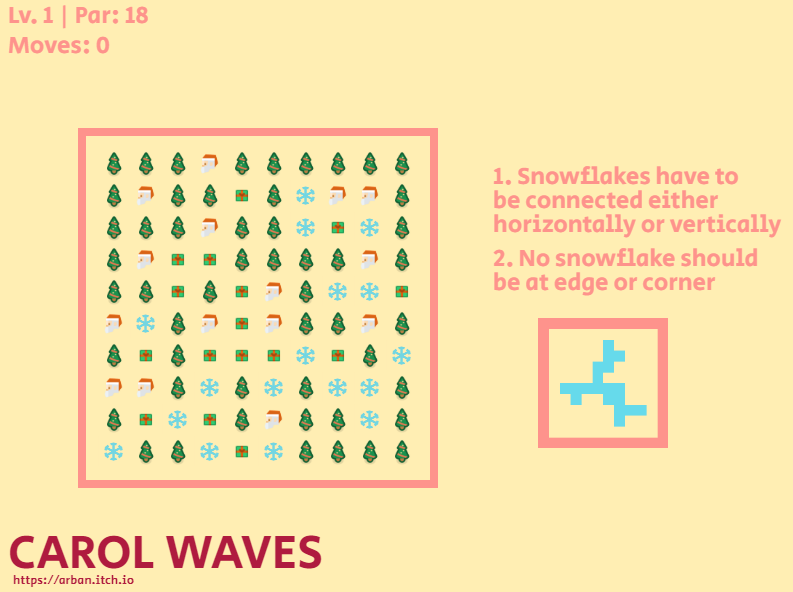 Lv. 1 | Par: 18
Moves: 0
1. Snowflakes have to
be connected either
horizontally or vertically
2. No snowflake should
be at edge or corner
CAROL WAVES
https://arban.itch.io